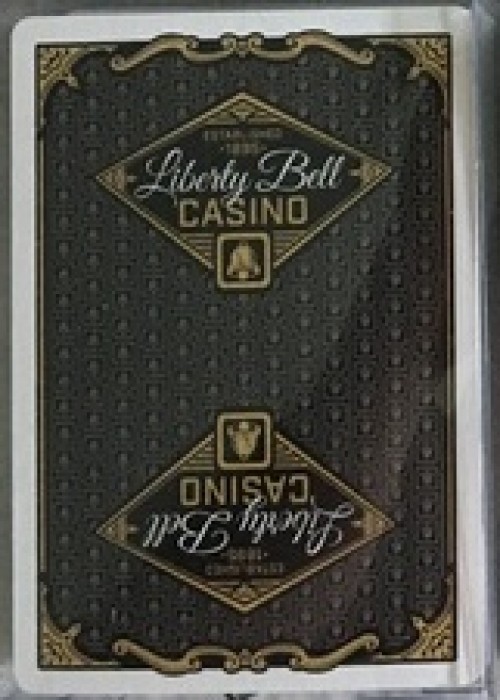 ESTABLISHED
·1895·
Liberty Bell
CASINO
CASINO
Liberty Bell
·1895·
ESTABLISHED